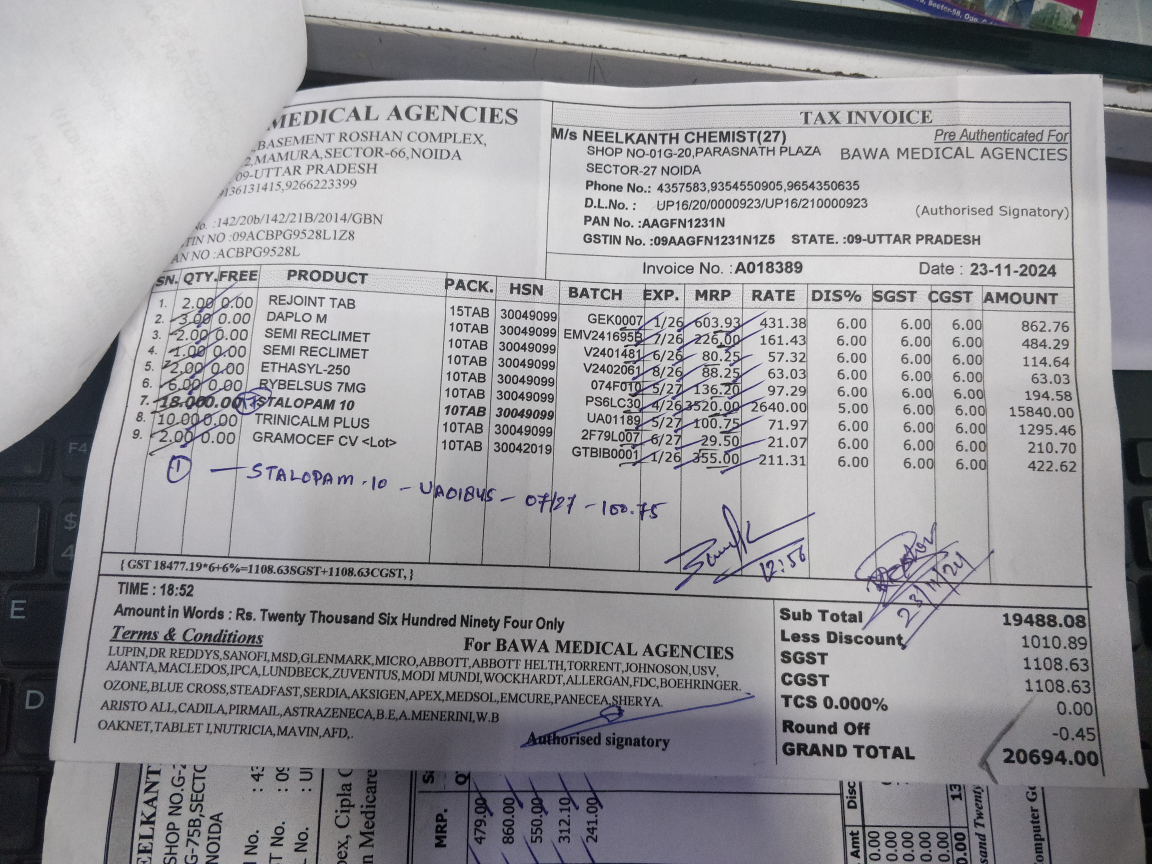 MEDICAL AGENCIES
BASEMENT ROSHAN COMPLEX,
MAMURA,SECTOR-66,NOIDA
09-UTTAR PRADESH
9136131415,9266223399
No. :142/20b/142/21B/2014/GBN
TIN NO :09ACBPG9528L1Z8
AN NO :ACBPG9528L
TAX INVOICE
M/s NEELKANTH CHEMIST(27)
SHOP NO-01G-20,PARASNATH PLAZA
SECTOR-27 NOIDA
Phone No.: 4357583,9354550905,9654350635
D.L.No.: UP16/20/0000923/UP16/210000923
PAN No. :AAGFN1231N
GSTIN No. :09AAGFN1231N1Z5 STATE. :09-UTTAR PRADESH
Pre Authenticated For
BAWA MEDICAL AGENCIES
(Authorised Signatory)
Invoice No. : A018389 Date : 23-11-2024
SN. QTY. FREE PRODUCT PACK. HSN BATCH EXP. MRP RATE DIS% SGST CGST AMOUNT
1. 2.00 0.00 REJOINT TAB 15TAB 30049099 GEK0007 1/26 603.93 431.38 6.00 6.00 6.00 862.76
2. 3.00 0.00 DAPLO M 10TAB 30049099 EMV241695B 7/26 226.00 161.43 6.00 6.00 6.00 484.29
3. 2.00 0.00 SEMI RECLIMET 10TAB 30049099 V2401481 6/26 80.25 57.32 6.00 6.00 6.00 114.64
4. 1.00 0.00 SEMI RECLIMET 10TAB 30049099 V2402061 8/26 88.25 63.03 6.00 6.00 6.00 63.03
5. 2.00 0.00 ETHASYL-250 10TAB 30049099 074F010 5/27 136.20 97.29 6.00 6.00 6.00 194.58
6. 6.00 0.00 RYBELSUS 7MG 10TAB 30049099 PS6LC30 4/26 3520.00 2640.00 5.00 6.00 6.00 15840.00
7. 18.00 0.00 17 STALOPAM 10 10TAB 30049099 UA01189 5/27 100.75 71.97 6.00 6.00 6.00 1295.46
8. 10.00 0.00 TRINICALM PLUS 10TAB 30049099 2F79L007 6/27 29.50 21.07 6.00 6.00 6.00 210.70
9. 2.00 0.00 GRAMOCEF CV <Lot> 10TAB 30042019 GTBIB0001 1/26 355.00 211.31 6.00 6.00 6.00 422.62
1 - STALOPAM.10 - UA01845 - 07/27 - 100.75
12:56
23/11/24
{ GST 18477.19*6+6%=1108.63SGST+1108.63CGST, }
TIME : 18:52
Amount in Words : Rs. Twenty Thousand Six Hundred Ninety Four Only
Terms & Conditions For BAWA MEDICAL AGENCIES
LUPIN,DR REDDYS,SANOFI,MSD,GLENMARK,MICRO,ABBOTT,ABBOTT HELTH,TORRENT,JOHNOSON,USV,
AJANTA,MACLEDOS,IPCA,LUNDBECK,ZUVENTUS,MODI MUNDI,WOCKHARDT,ALLERGAN,FDC,BOEHRINGER.
OZONE,BLUE CROSS,STEADFAST,SERDIA,AKSIGEN,APEX,MEDSOL,EMCURE,PANECEA,SHERYA.
ARISTO ALL,CADILA,PIRMAIL,ASTRAZENECA,B.E,A.MENERINI,W.B
OAKNET,TABLET I,NUTRICIA,MAVIN,AFD,.
Authorised signatory
Sub Total 19488.08
Less Discount 1010.89
SGST 1108.63
CGST 1108.63
TCS 0.000% 0.00
Round Off -0.45
GRAND TOTAL 20694.00
EELKANT
SHOP NO.G-
G-75B,SECTO
NOIDA
MRP.
479.00
860.00
550.00
312.10
241.00
Disc
Amt
0.00
0.00
0.00
0.00
F4
$
4
E
D